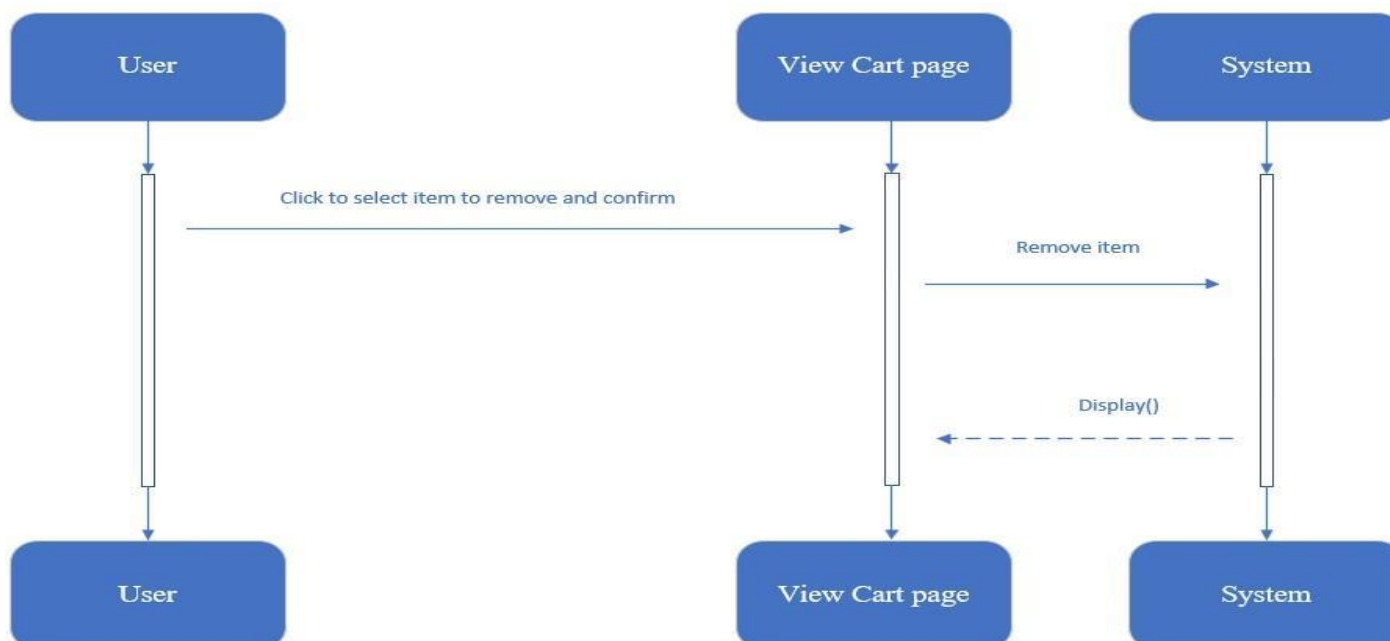 User
View Cart page
System
Click to select item to remove and confirm
Remove item
Display()
User
View Cart page
System